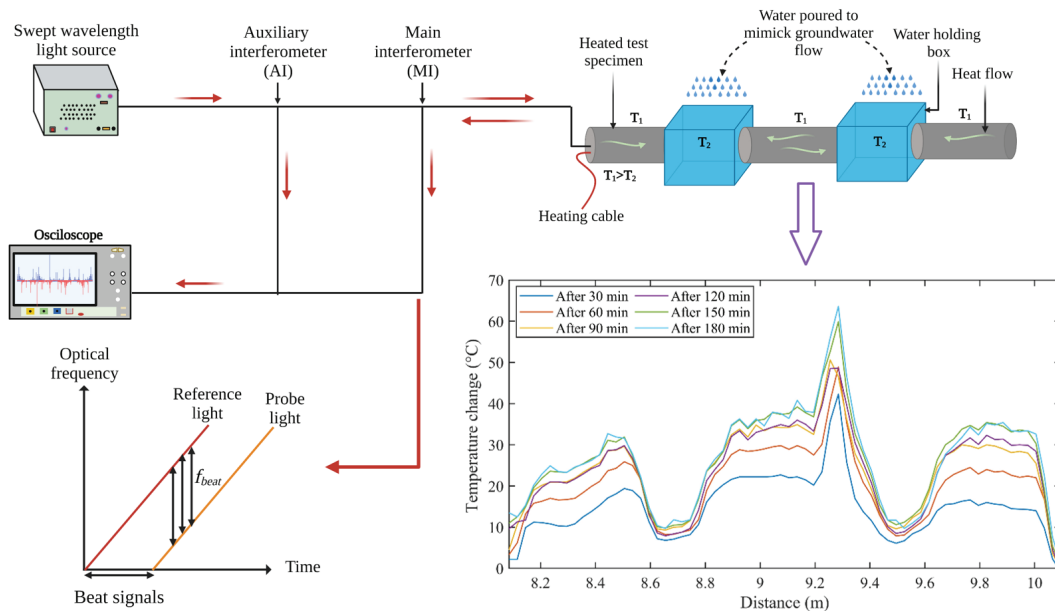 Swept wavelength
light source
Auxiliary
interferometer
(AI)
Main
interferometer
(MI)
Heated test
specimen
Water poured to
mimick groundwater
flow
Water holding
box
Heat flow
T₁
T₂
T₁
T₂
T₁
T₁>T₂
Heating cable
Osciloscope
Optical
frequency
Reference
light
Probe
light
f_beat
Time
Beat signals
After 30 min
After 60 min
After 90 min
After 120 min
After 150 min
After 180 min
Temperature change (°C)
70
60
50
40
30
20
10
0
8.2 8.4 8.6 8.8 9 9.2 9.4 9.6 9.8 10
Distance (m)